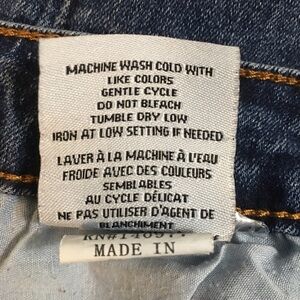 MACHINE WASH COLD WITH
LIKE COLORS
GENTLE CYCLE
DO NOT BLEACH
TUMBLE DRY LOW
IRON AT LOW SETTING IF NEEDED
LAVER À LA MACHINE À L'EAU
FROIDE AVEC DES COULEURS
SEMBLABLES
AU CYCLE DÉLICAT
NE PAS UTILISER D'AGENT DE
BLANCHIMENT
MADE IN